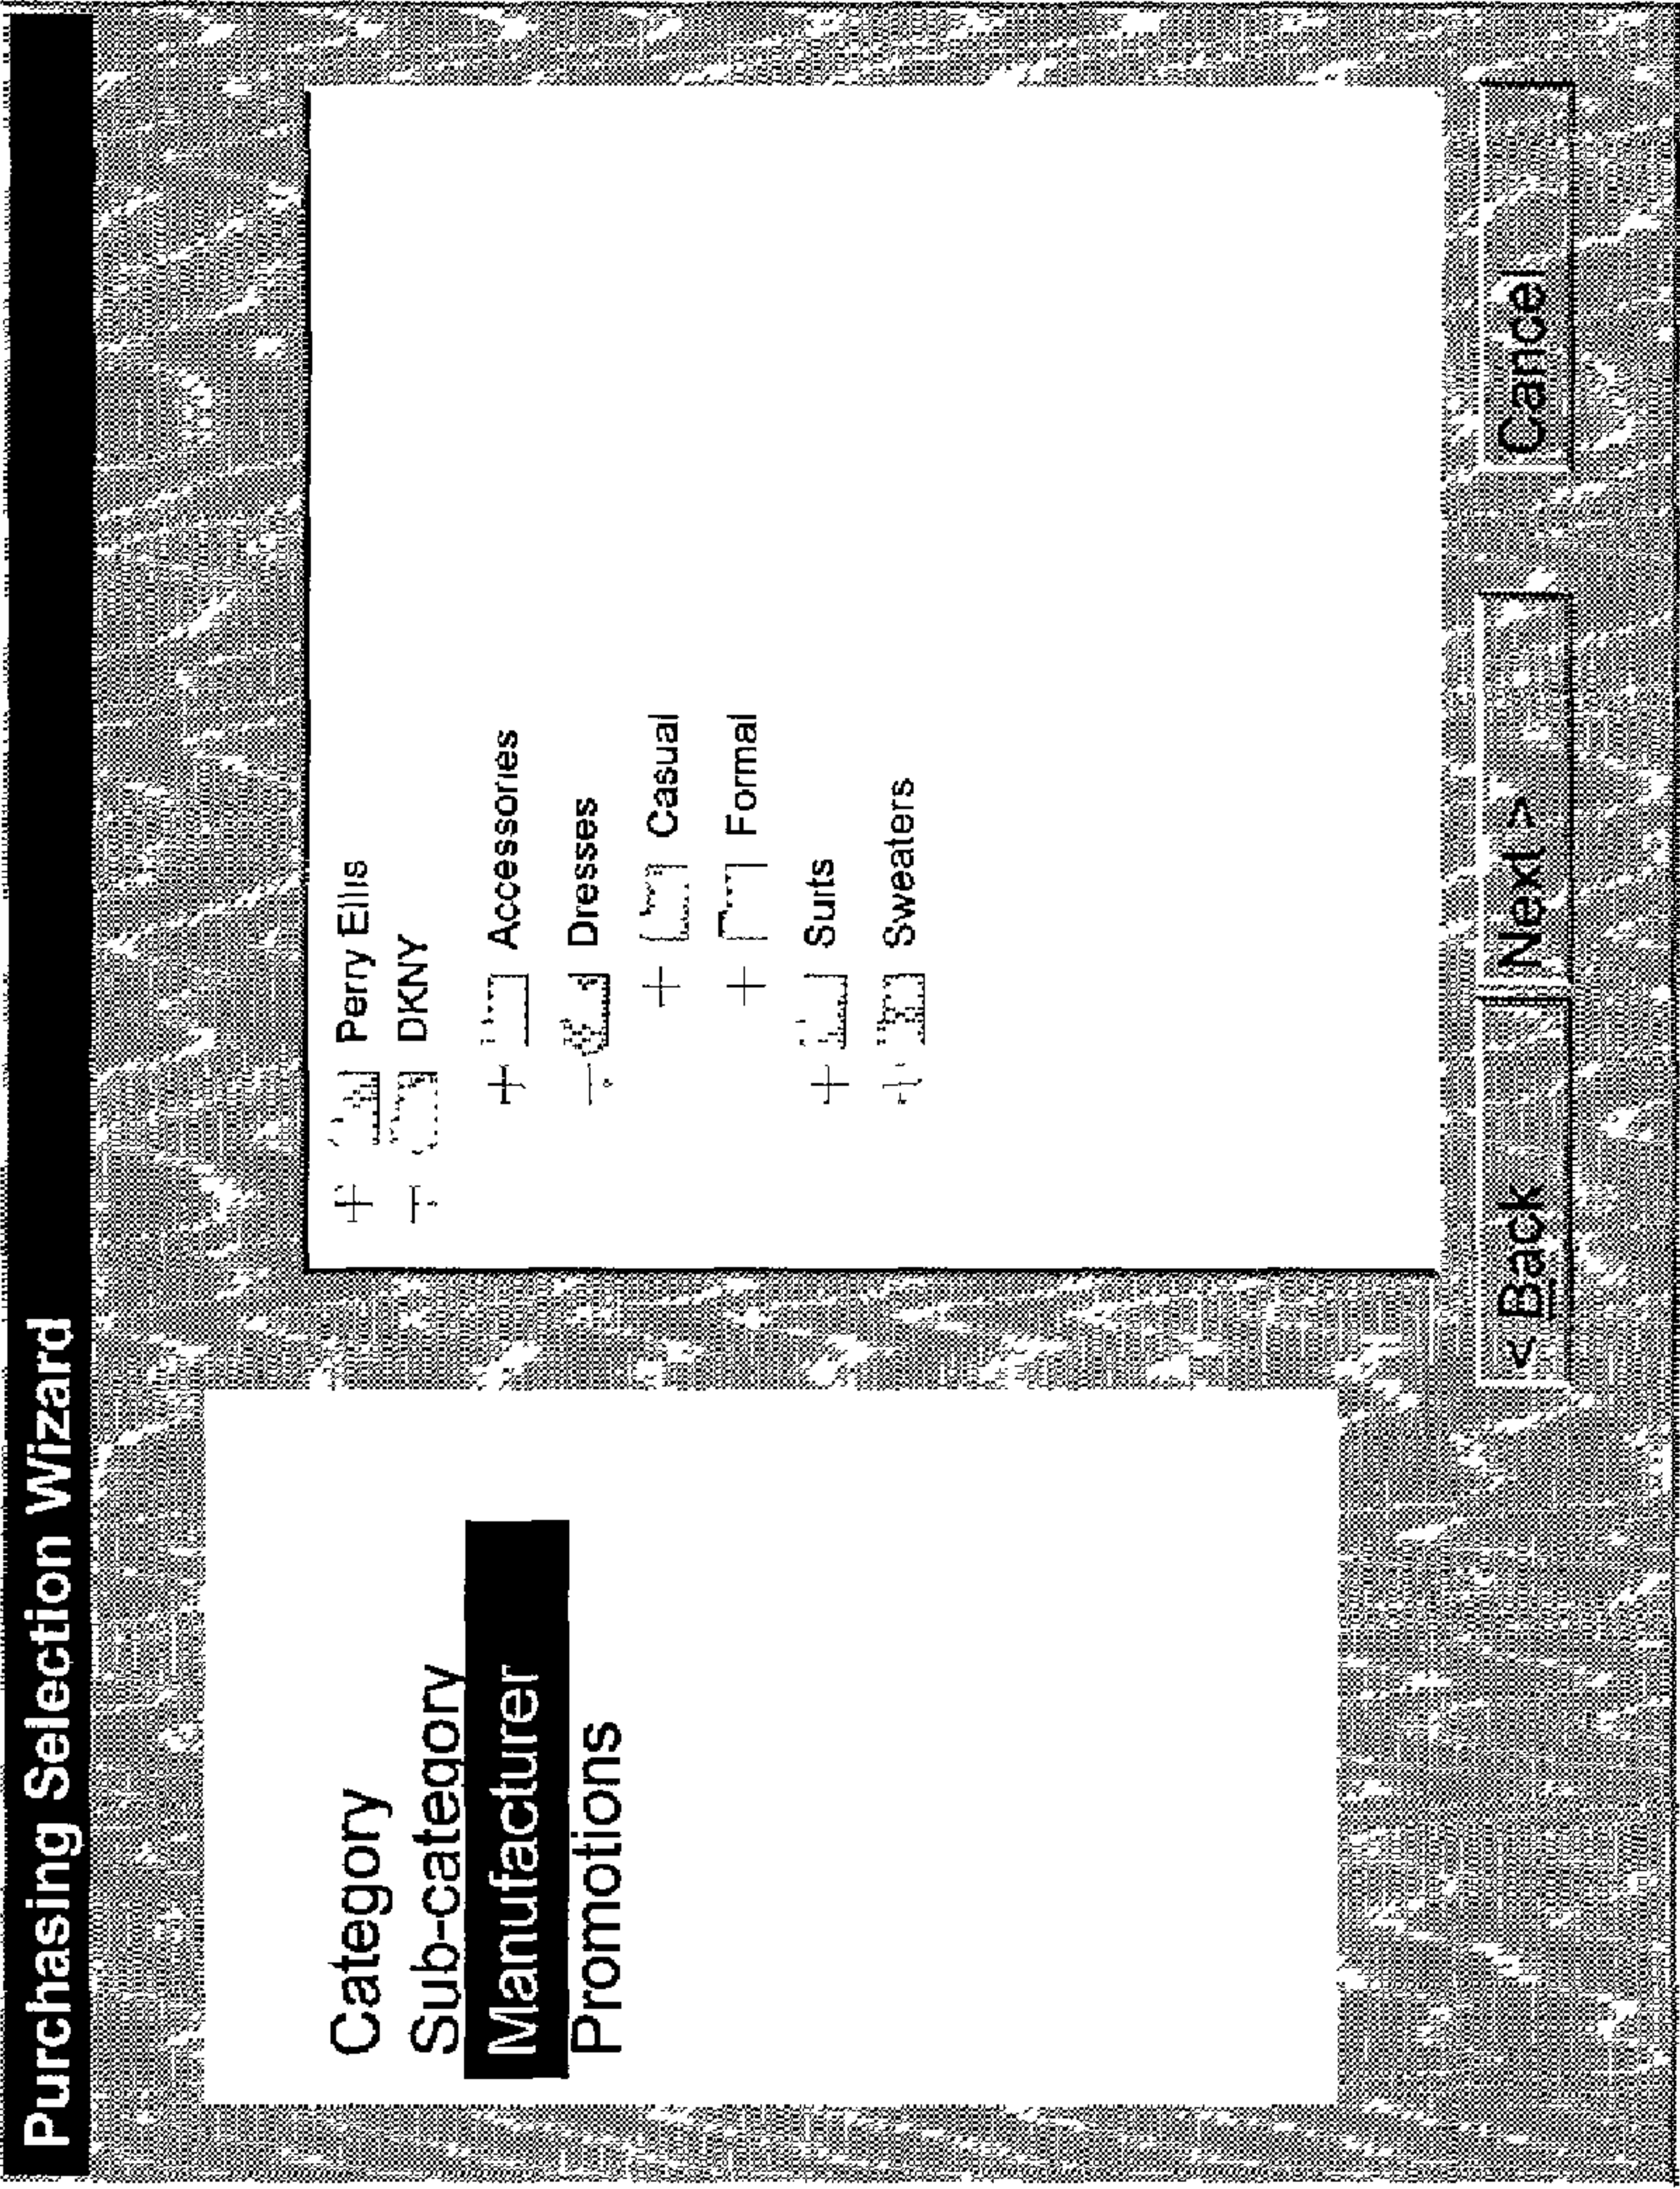 Purchasing Selection Wizard
Category
Sub-category
Manufacturer
Promotions
+ Perry Ellis
- DKNY
+ Accessories
- Dresses
+ Casual
+ Formal
+ Suits
+ Sweaters
< Back
Next >
Cancel